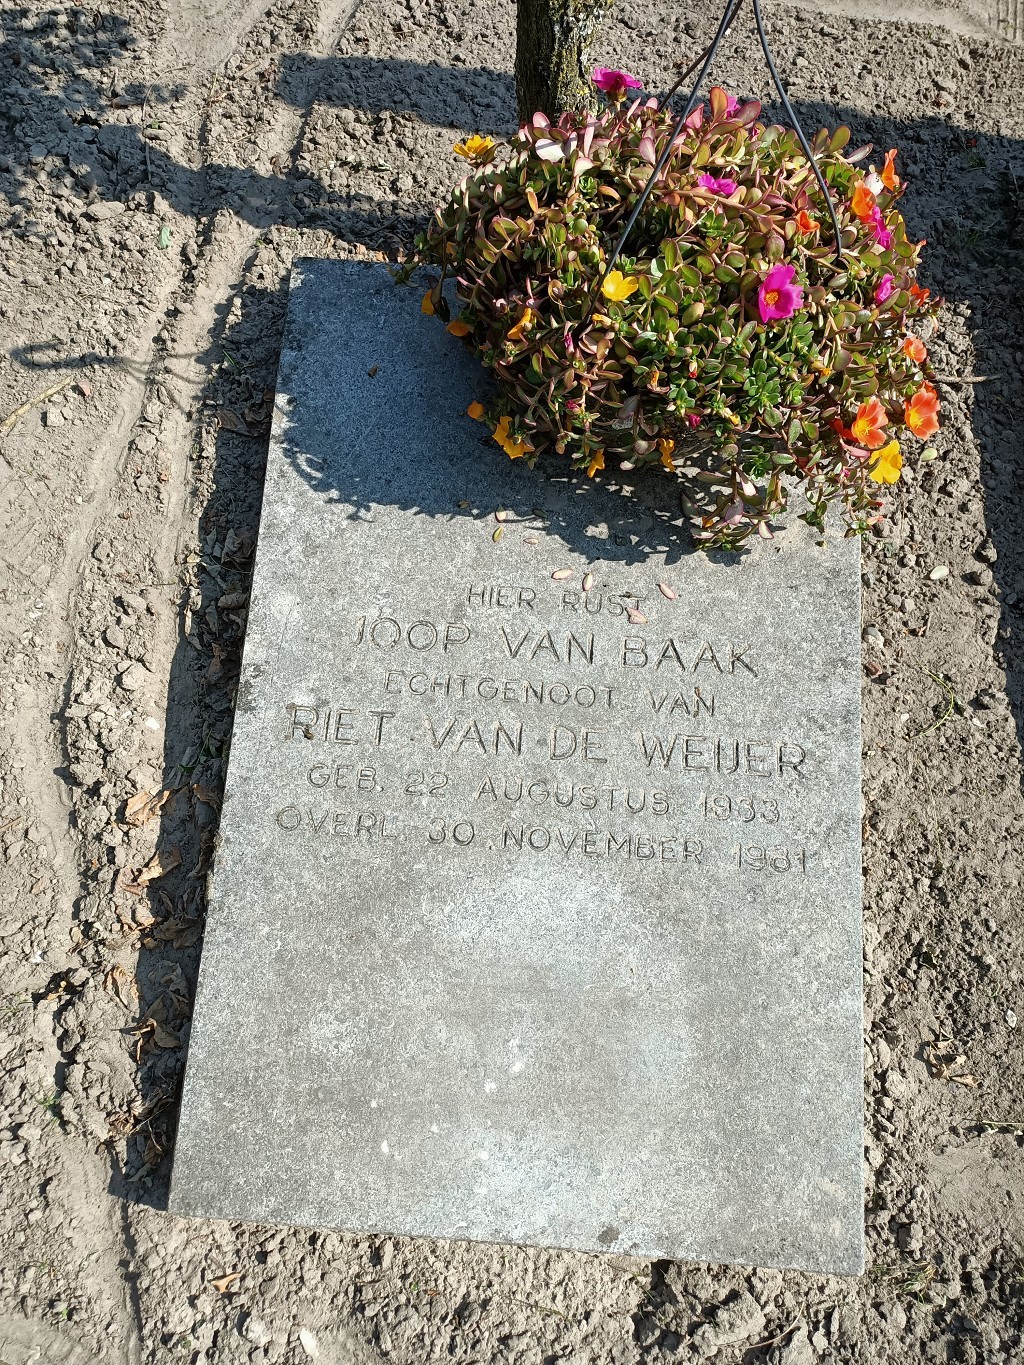 HIER RUST
JOOP VAN BAAK
ECHTGENOOT VAN
RIET VAN DE WEIJER
GEB. 22 AUGUSTUS 1933
OVERL. 30 NOVEMBER 1981